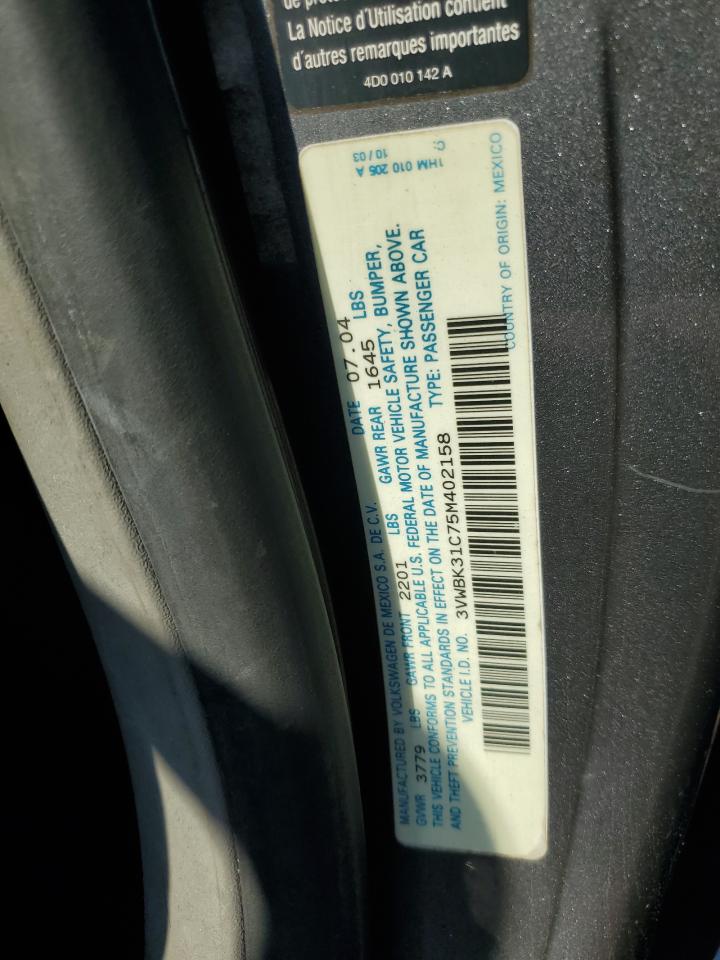 de
La Notice d'Utilisation contient
d'autres remarques importantes
4D0 010 142 A
1HM 010 205 A
10/03
MANUFACTURED BY VOLKSWAGEN DE MEXICO S.A. DE C.V. DATE 07.04
GVWR 3779 LBS GAWR FRONT 2201 LBS GAWR REAR 1645 LBS
THIS VEHICLE CONFORMS TO ALL APPLICABLE U.S. FEDERAL MOTOR VEHICLE SAFETY, BUMPER,
AND THEFT PREVENTION STANDARDS IN EFFECT ON THE DATE OF MANUFACTURE SHOWN ABOVE.
VEHICLE I.D. NO. 3VWBK31C75M402158 TYPE: PASSENGER CAR
COUNTRY OF ORIGIN: MEXICO